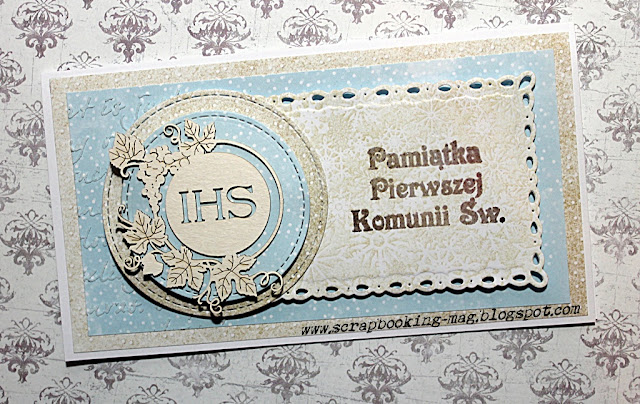 IHS
Pamiątka
Pierwszej
Komunii Św.
www.scrapbooking-mag.blogspot.com